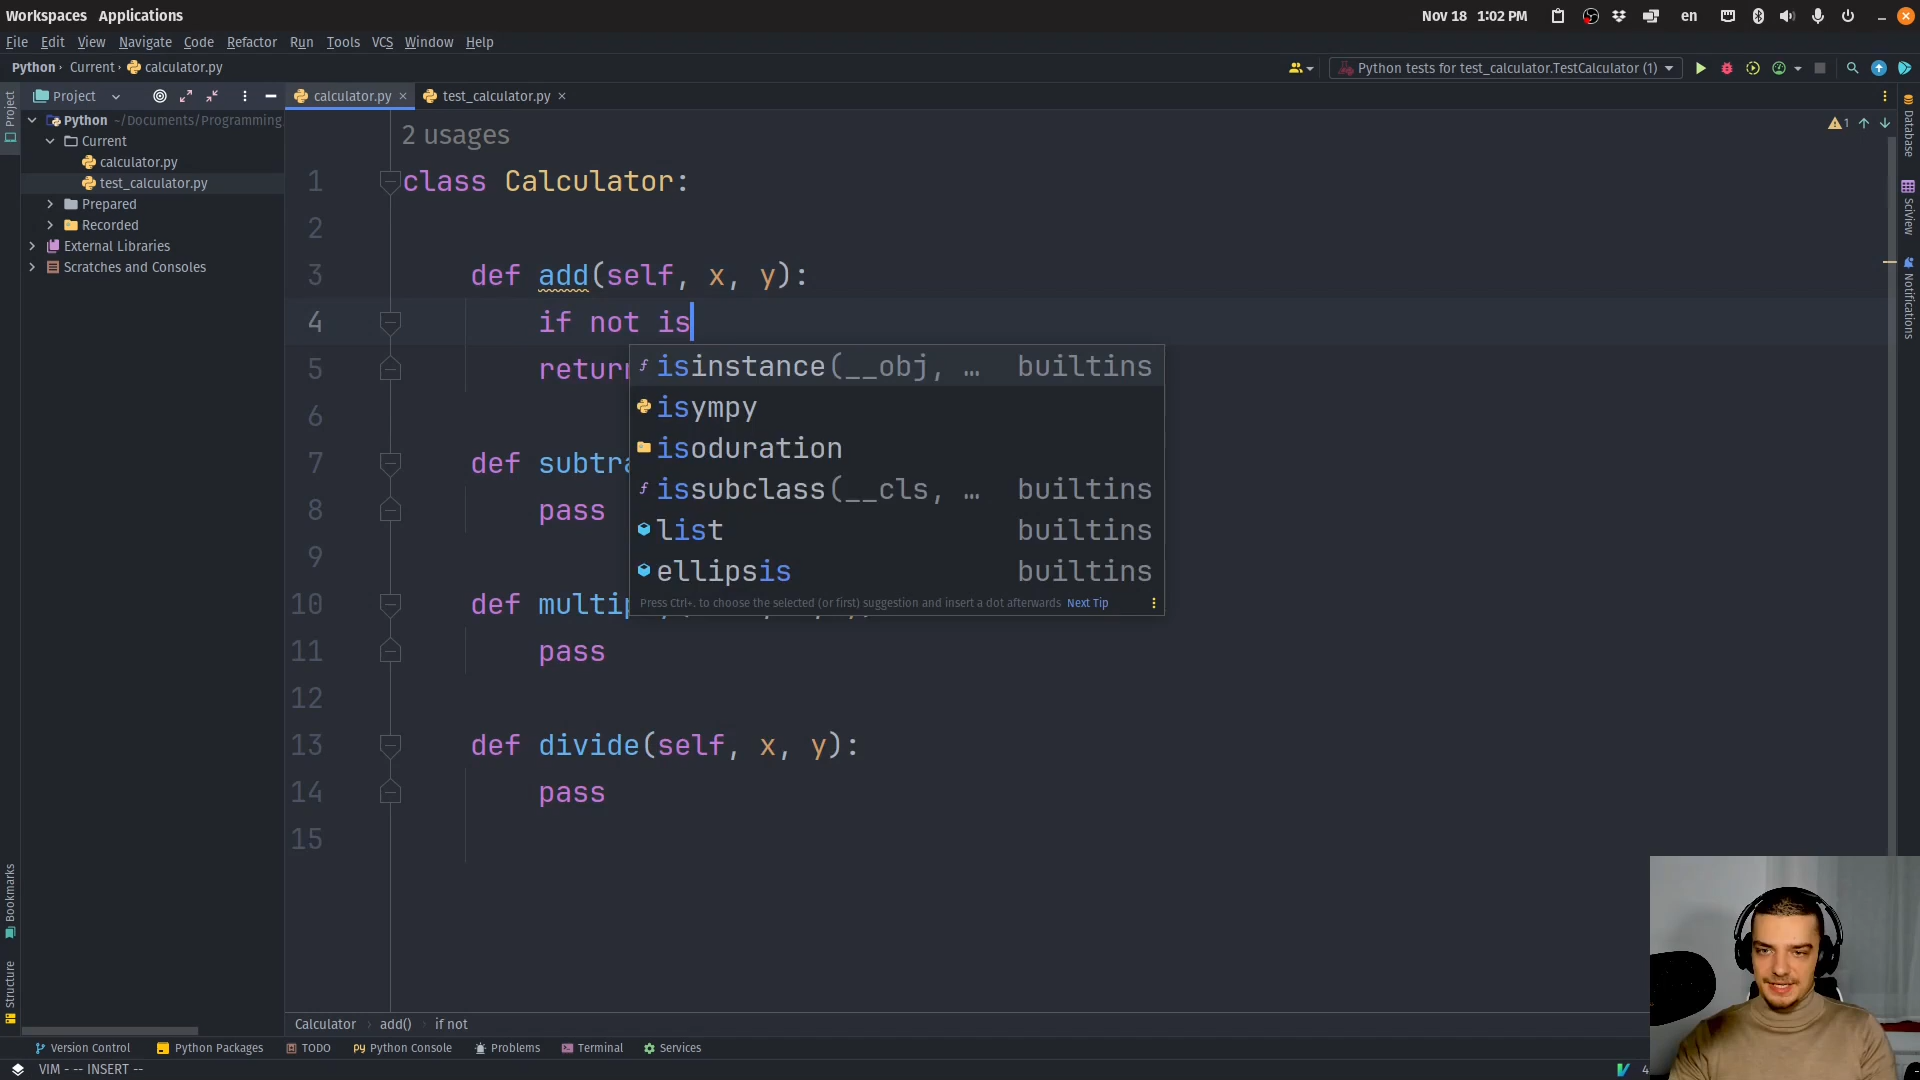 Workspaces Applications
Nov 18 1:02 PM
en
File Edit View Navigate Code Refactor Run Tools VCS Window Help
Python Current calculator.py
Python tests for test_calculator.TestCalculator (1)
Project
calculator.py
test_calculator.py
Python ~/Documents/Programming
Current
calculator.py
test_calculator.py
Prepared
Recorded
External Libraries
Scratches and Consoles
Project
Bookmarks
Structure
Database
SciView
Notifications
1
2 usages
1 class Calculator:
2
3 def add(self, x, y):
4 if not is
5 return
6
7 def subtra
8 pass
9
10 def multip
11 pass
12
13 def divide(self, x, y):
14 pass
15
isinstance(__obj, … builtins
isympy
isoduration
issubclass(__cls, … builtins
list builtins
ellipsis builtins
Press Ctrl+. to choose the selected (or first) suggestion and insert a dot afterwards Next Tip
Calculator add() if not
Version Control Python Packages TODO Python Console Problems Terminal Services
VIM - -- INSERT --